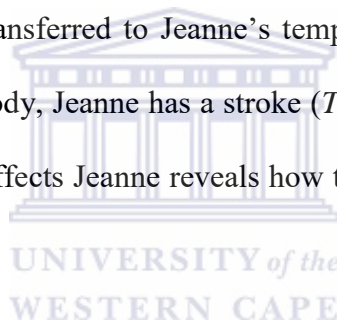 ansferred to Jeanne’s temp
ody, Jeanne has a stroke (T
ffects Jeanne reveals how t
UNIVERSITY of the
WESTERN CAPE